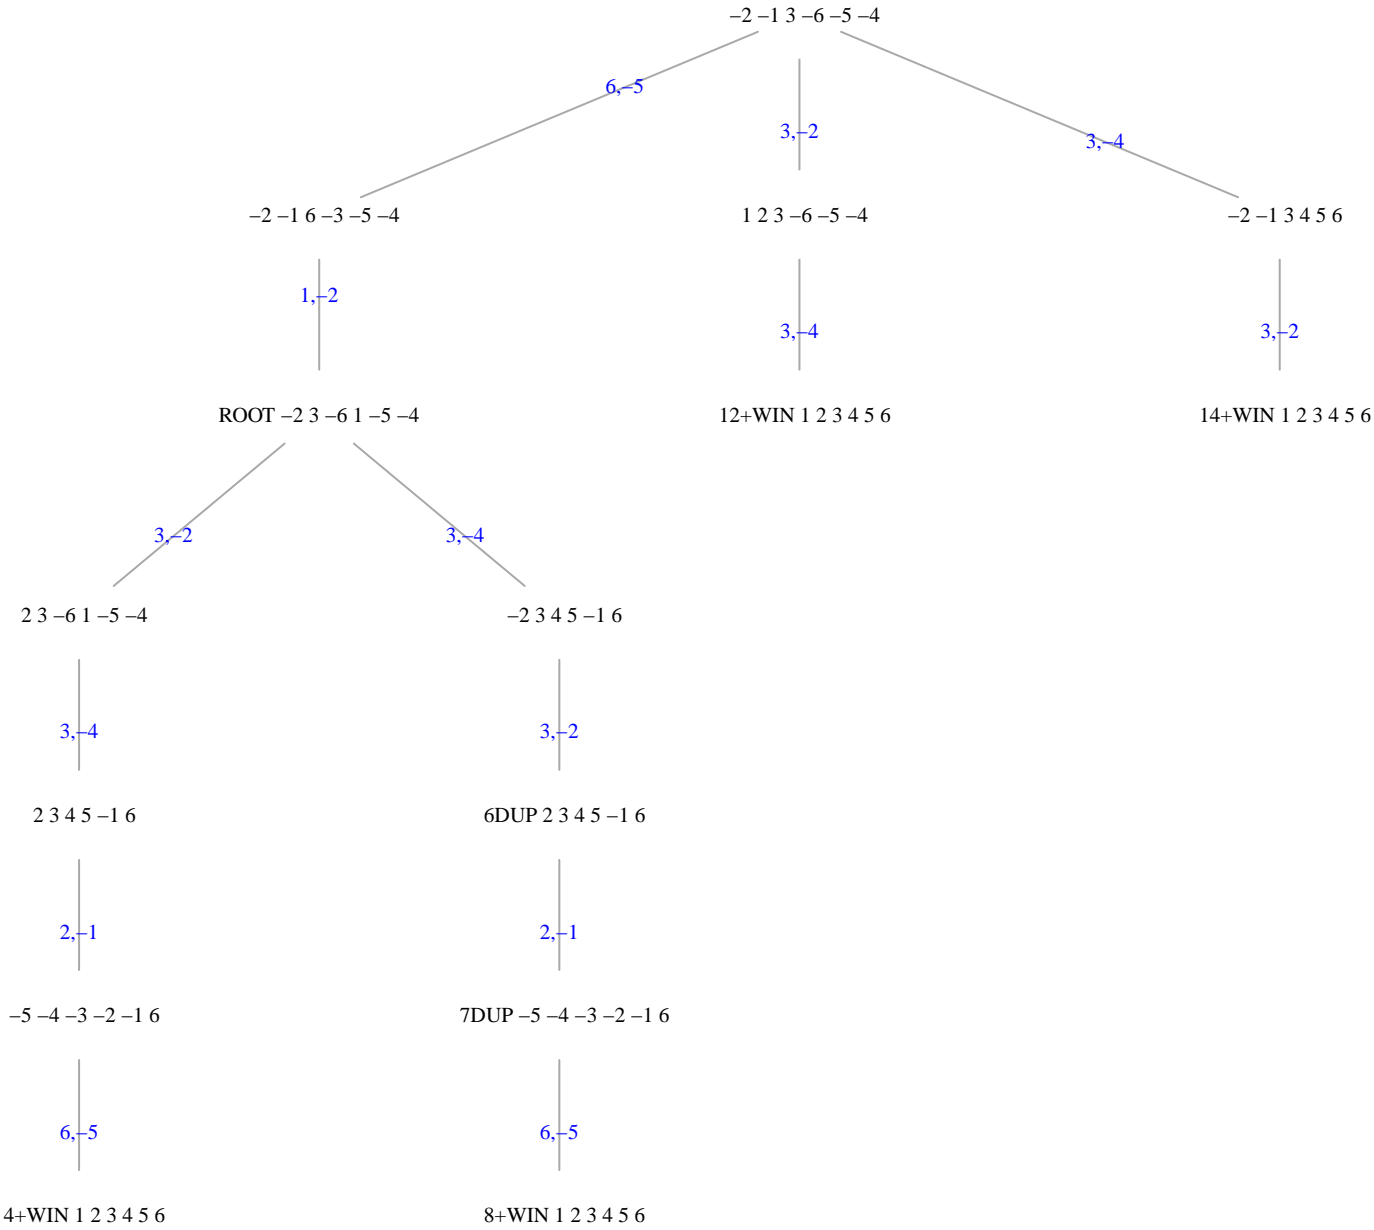 −2 −1 3 −6 −5 −4
6,−5
3,−2
3,−4
−2 −1 6 −3 −5 −4
1 2 3 −6 −5 −4
−2 −1 3 4 5 6
1,−2
3,−4
3,−2
ROOT −2 3 −6 1 −5 −4
12+WIN 1 2 3 4 5 6
14+WIN 1 2 3 4 5 6
3,−2
3,−4
2 3 −6 1 −5 −4
−2 3 4 5 −1 6
3,−4
3,−2
2 3 4 5 −1 6
6DUP 2 3 4 5 −1 6
2,−1
2,−1
−5 −4 −3 −2 −1 6
7DUP −5 −4 −3 −2 −1 6
6,−5
6,−5
4+WIN 1 2 3 4 5 6
8+WIN 1 2 3 4 5 6